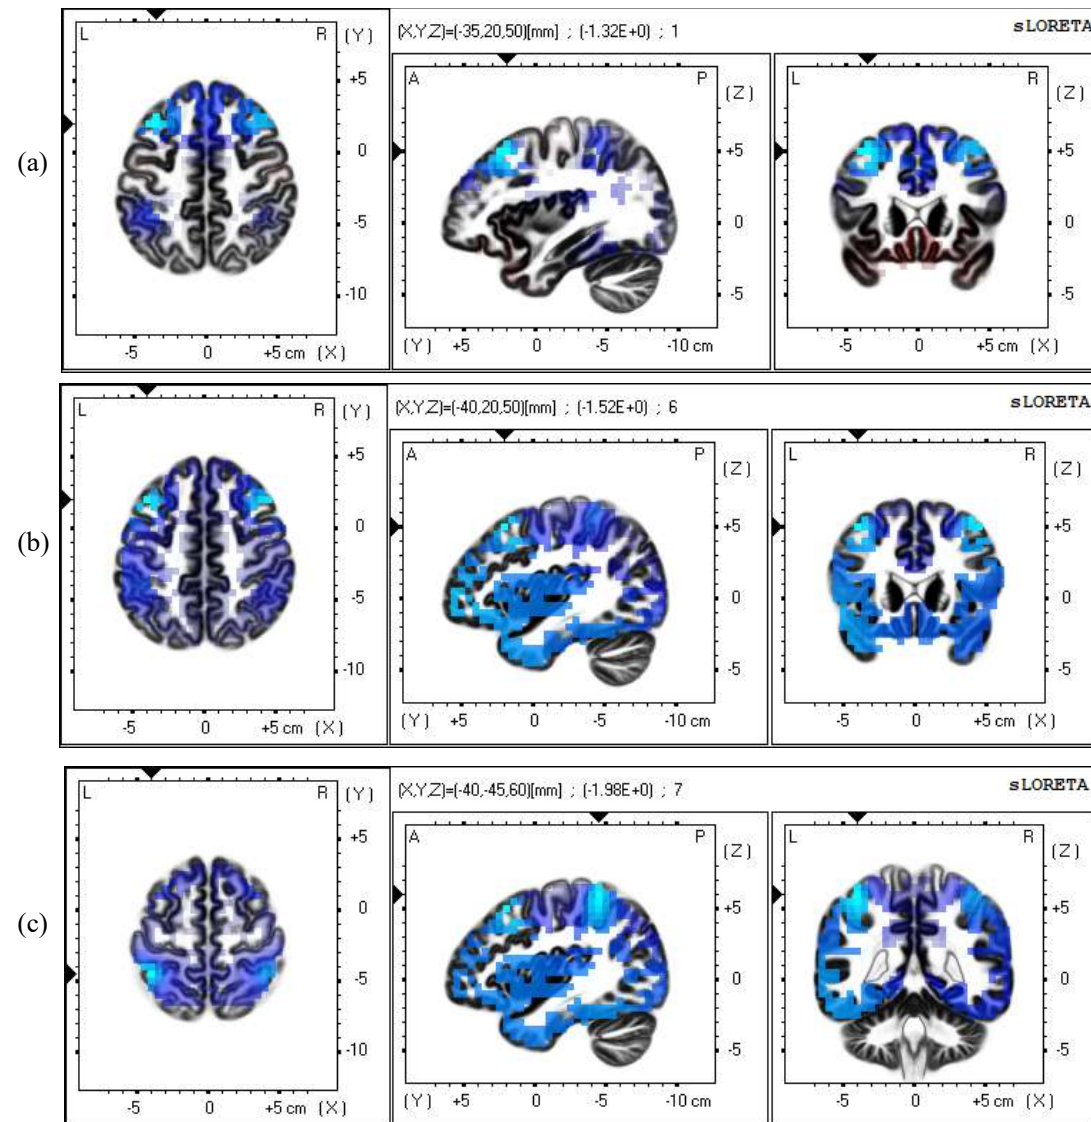 (a)
(X,Y,Z)=(-35,20,50)[mm] ; (-1.32E+0) ; 1
sLORETA
L R (Y)
+5
0
-5
-10
-5 0 +5 cm (X)
A P (Z)
+5
0
-5
(Y) +5 0 -5 -10 cm
L R (Z)
+5
0
-5
-5 0 +5 cm (X)
(b)
(X,Y,Z)=(-40,20,50)[mm] ; (-1.52E+0) ; 6
sLORETA
L R (Y)
+5
0
-5
-10
-5 0 +5 cm (X)
A P (Z)
+5
0
-5
(Y) +5 0 -5 -10 cm
L R (Z)
+5
0
-5
-5 0 +5 cm (X)
(c)
(X,Y,Z)=(-40,-45,60)[mm] ; (-1.98E+0) ; 7
sLORETA
L R (Y)
+5
0
-5
-10
-5 0 +5 cm (X)
A P (Z)
+5
0
-5
(Y) +5 0 -5 -10 cm
L R (Z)
+5
0
-5
-5 0 +5 cm (X)